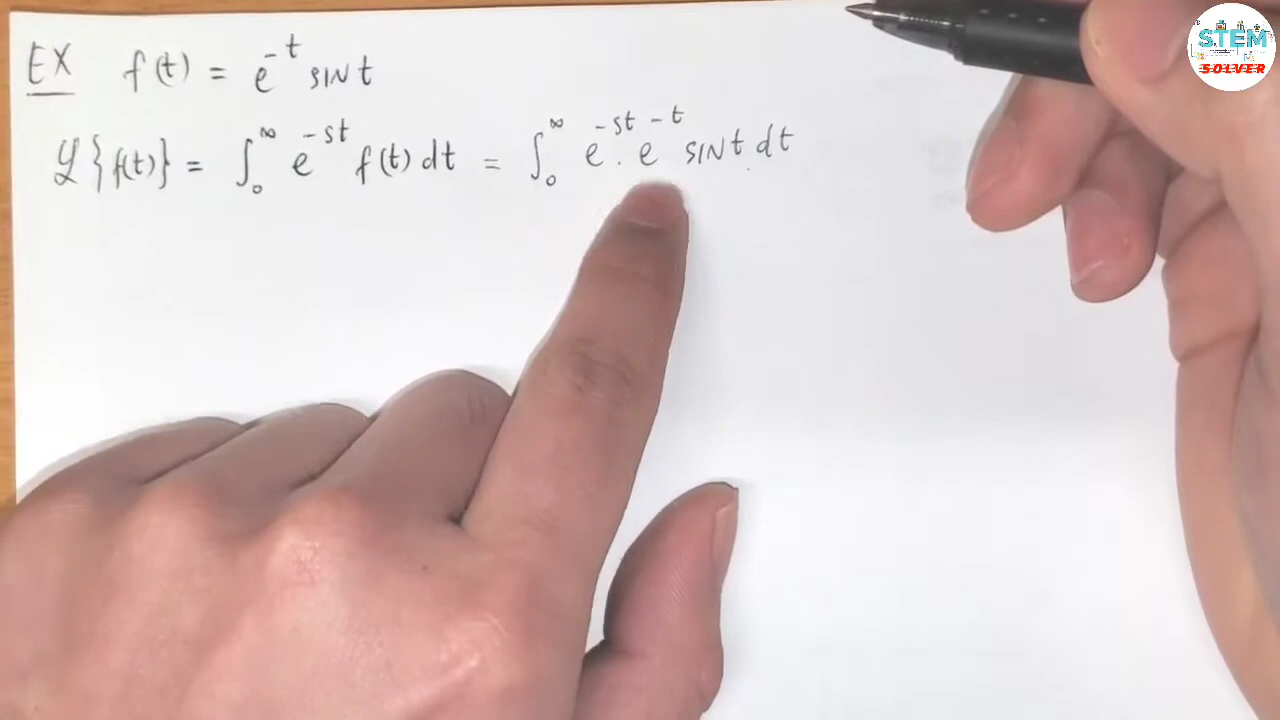 EX f(t) = e^{-t} SIN t
ℒ{f(t)} = ∫_0^∞ e^{-st} f(t) dt = ∫_0^∞ e^{-st} · e^{-t} SIN t dt
STEM
SOLVER